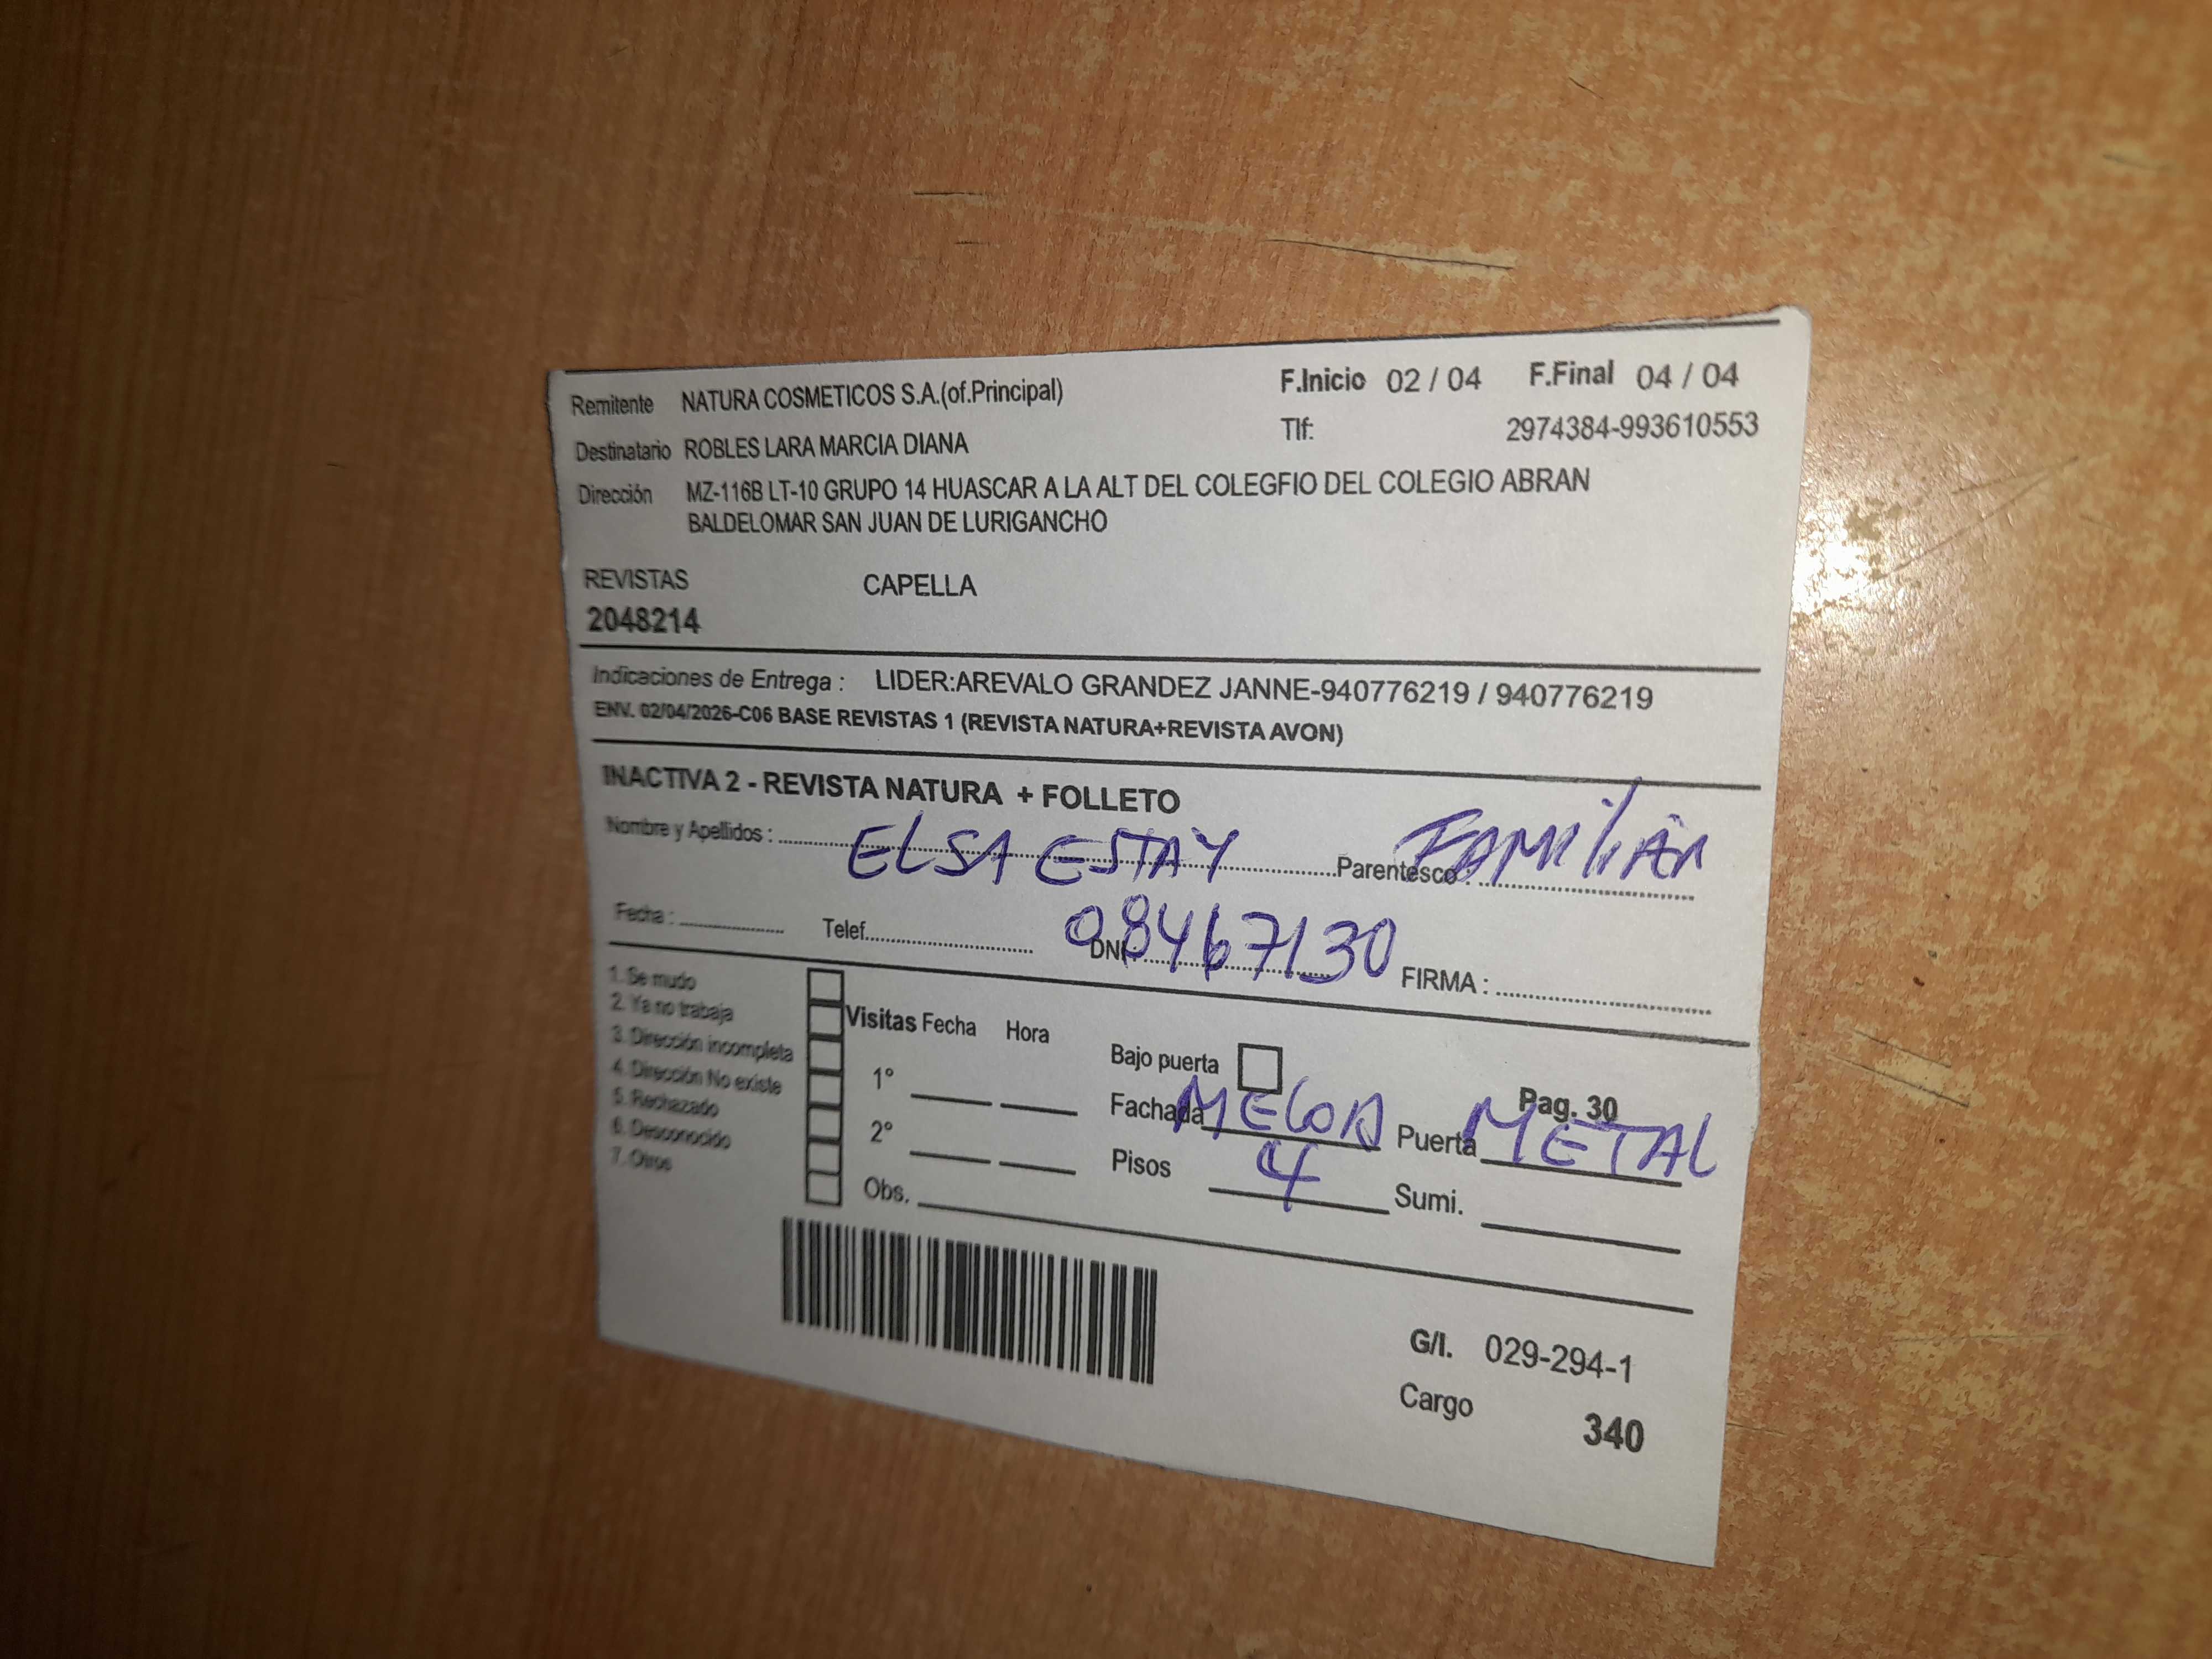 Remitente NATURA COSMETICOS S.A.(of.Principal) F.Inicio 02 / 04 F.Final 04 / 04
Destinatario ROBLES LARA MARCIA DIANA Tlf: 2974384-993610553
Dirección MZ-116B LT-10 GRUPO 14 HUASCAR A LA ALT DEL COLEGFIO DEL COLEGIO ABRAN
BALDELOMAR SAN JUAN DE LURIGANCHO
REVISTAS CAPELLA
2048214
Indicaciones de Entrega : LIDER:AREVALO GRANDEZ JANNE-940776219 / 940776219
ENV. 02/04/2026-C06 BASE REVISTAS 1 (REVISTA NATURA+REVISTA AVON)
INACTIVA 2 - REVISTA NATURA + FOLLETO
Nombre y Apellidos : ELSA ESTAY Parentesco : FAMILIAR
Fecha : Telef. DNI: 08467130 FIRMA :
1. Se mudo
2. Ya no trabaja
3. Dirección incompleta
4. Dirección No existe
5. Rechazado
6. Desconocido
7. Otros
Visitas Fecha Hora
1°
2°
Obs.
Bajo puerta
Pag. 30
Fachada Puerta METAL
Pisos 4 Sumi.
G/I. 029-294-1
Cargo 340